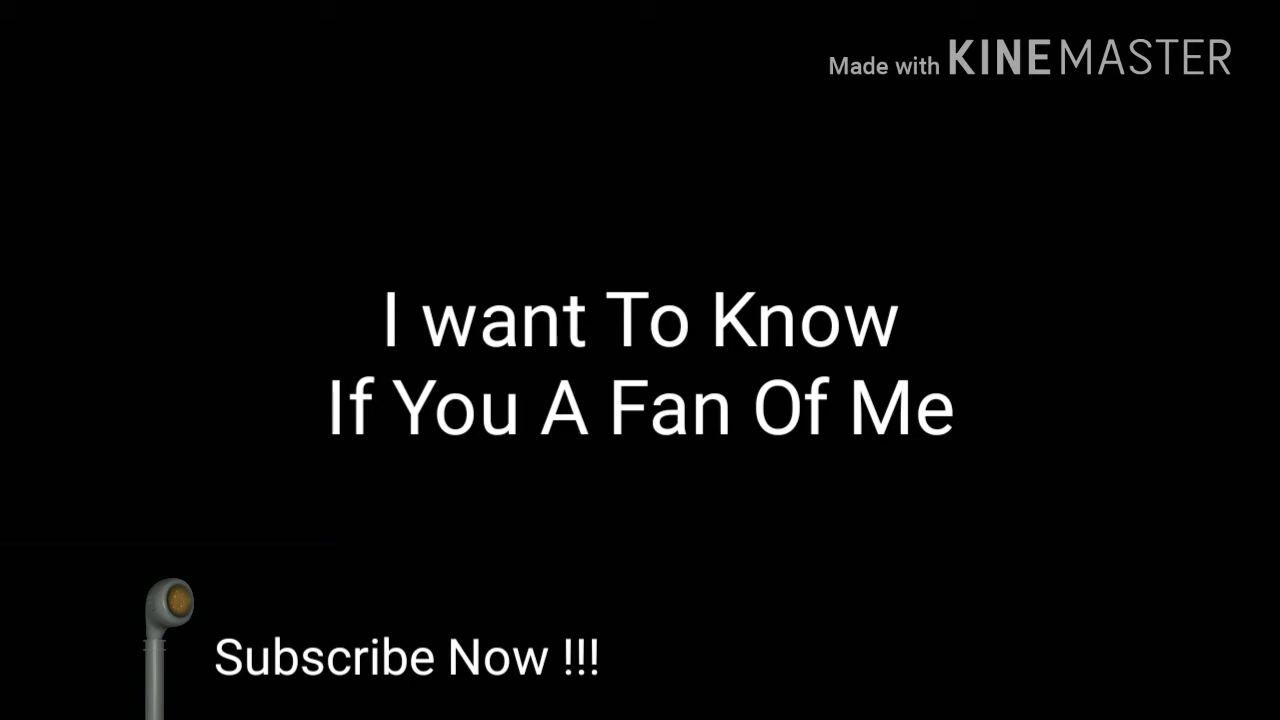 Made with KINEMASTER
I want To Know
If You A Fan Of Me
Subscribe Now !!!